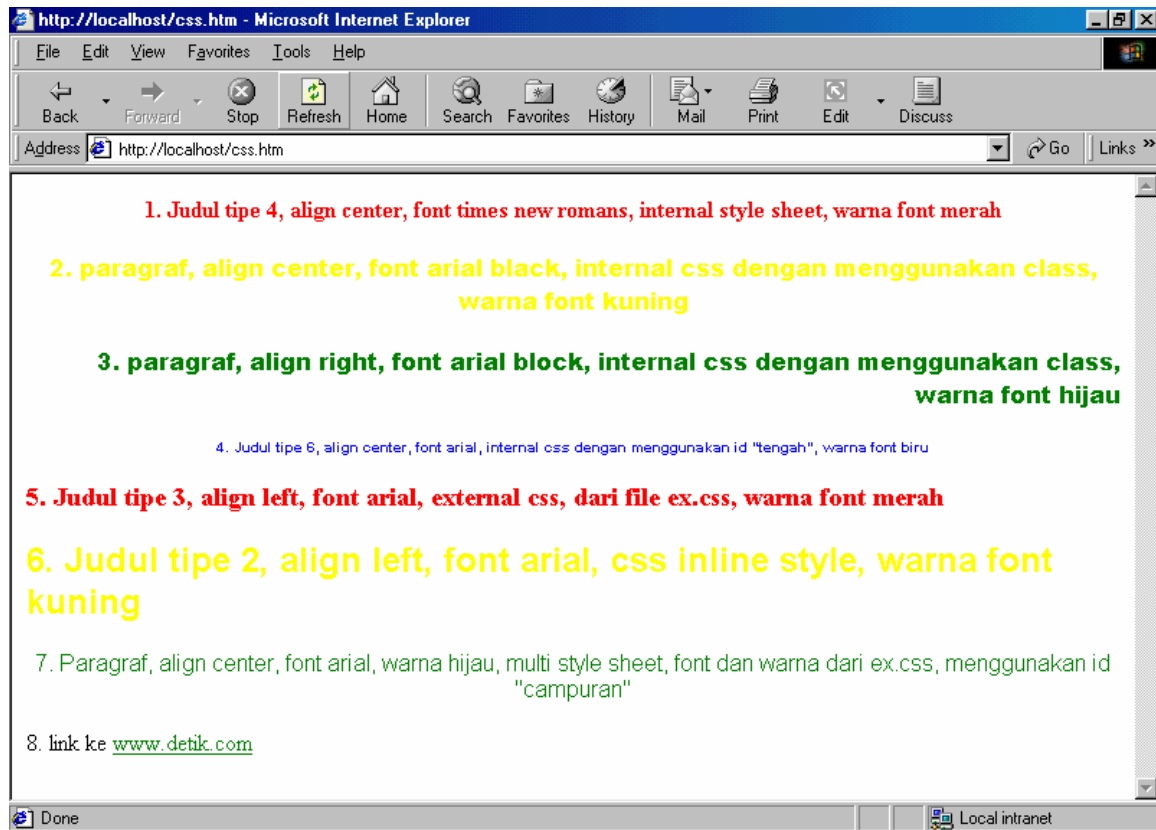 http://localhost/css.htm - Microsoft Internet Explorer
File Edit View Favorites Tools Help
Back Forward Stop Refresh Home Search Favorites History Mail Print Edit Discuss
Address http://localhost/css.htm Go Links »
1. Judul tipe 4, align center, font times new romans, internal style sheet, warna font merah
2. paragraf, align center, font arial black, internal css dengan menggunakan class,
warna font kuning
3. paragraf, align right, font arial block, internal css dengan menggunakan class,
warna font hijau
4. Judul tipe 6, align center, font arial, internal css dengan menggunakan id "tengah", warna font biru
5. Judul tipe 3, align left, font arial, external css, dari file ex.css, warna font merah
6. Judul tipe 2, align left, font arial, css inline style, warna font
kuning
7. Paragraf, align center, font arial, warna hijau, multi style sheet, font dan warna dari ex.css, menggunakan id
"campuran"
8. link ke www.detik.com
Done Local intranet